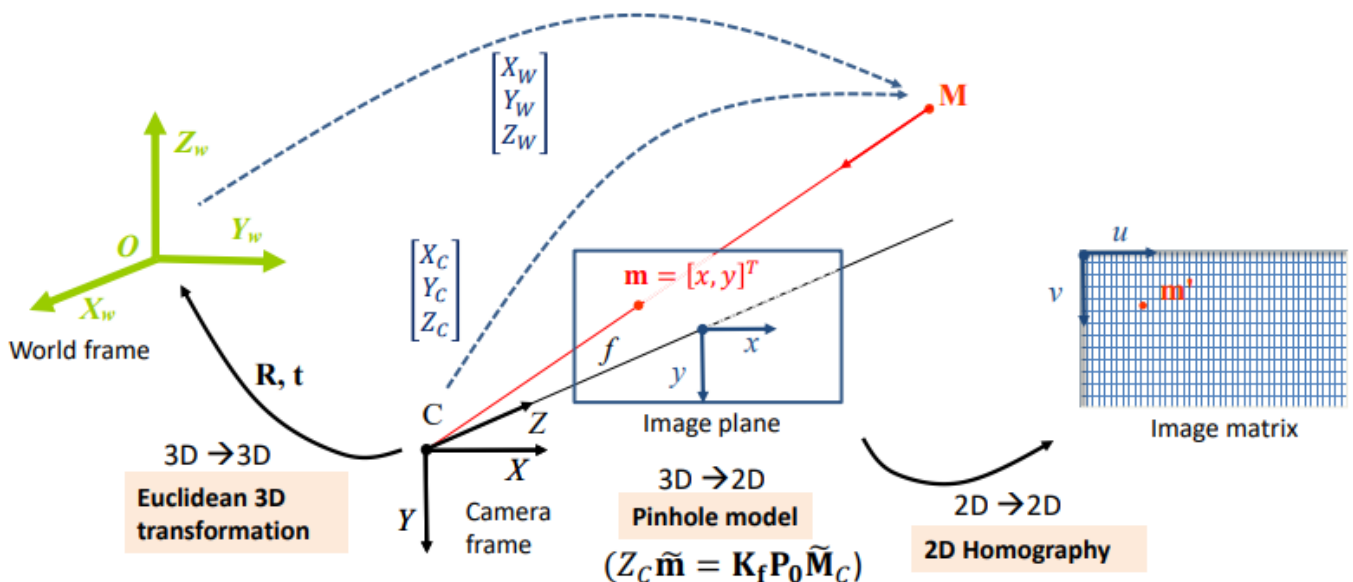 [X_W
Y_W
Z_W]
M
Z_w
O
Y_w
X_w
World frame
[X_C
Y_C
Z_C]
m = [x, y]^T
u
v
m'
f
x
y
R, t
C
Z
X
Y
Image plane
Image matrix
3D →3D
Euclidean 3D
transformation
Camera
frame
3D →2D
Pinhole model
(Z_C m̃ = K_f P_0 M̃_C)
2D →2D
2D Homography